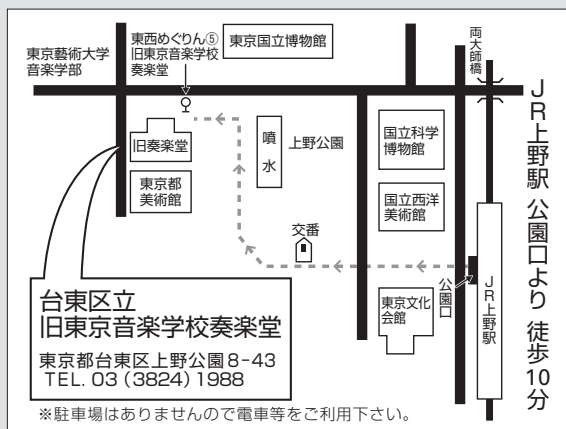 東京藝術大学
音楽学部
東西めぐりん⑤
旧東京音楽学校
奏楽堂
東京国立博物館
両大師橋
旧奏楽堂
東京都
美術館
噴水
上野公園
国立科学
博物館
国立西洋
美術館
交番
東京文化
会館
公園口
JR上野駅
JR上野駅 公園口より 徒歩10分
台東区立
旧東京音楽学校奏楽堂
東京都台東区上野公園8-43
TEL. 03 (3824) 1988
※駐車場はありませんので電車等をご利用下さい。